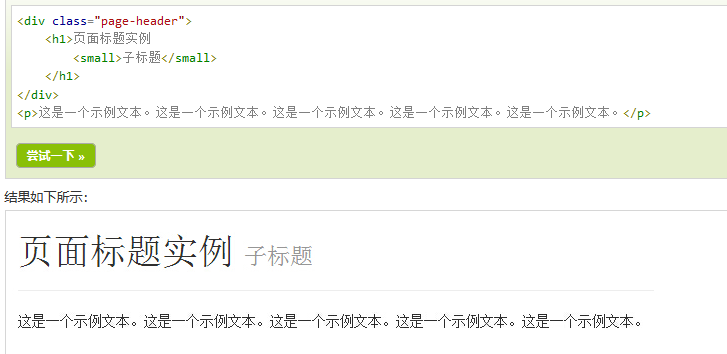 <div class="page-header">
    <h1>页面标题实例
        <small>子标题</small>
    </h1>
</div>
<p>这是一个示例文本。这是一个示例文本。这是一个示例文本。这是一个示例文本。这是一个示例文本。</p>
尝试一下 »
结果如下所示：
页面标题实例 子标题
这是一个示例文本。这是一个示例文本。这是一个示例文本。这是一个示例文本。这是一个示例文本。